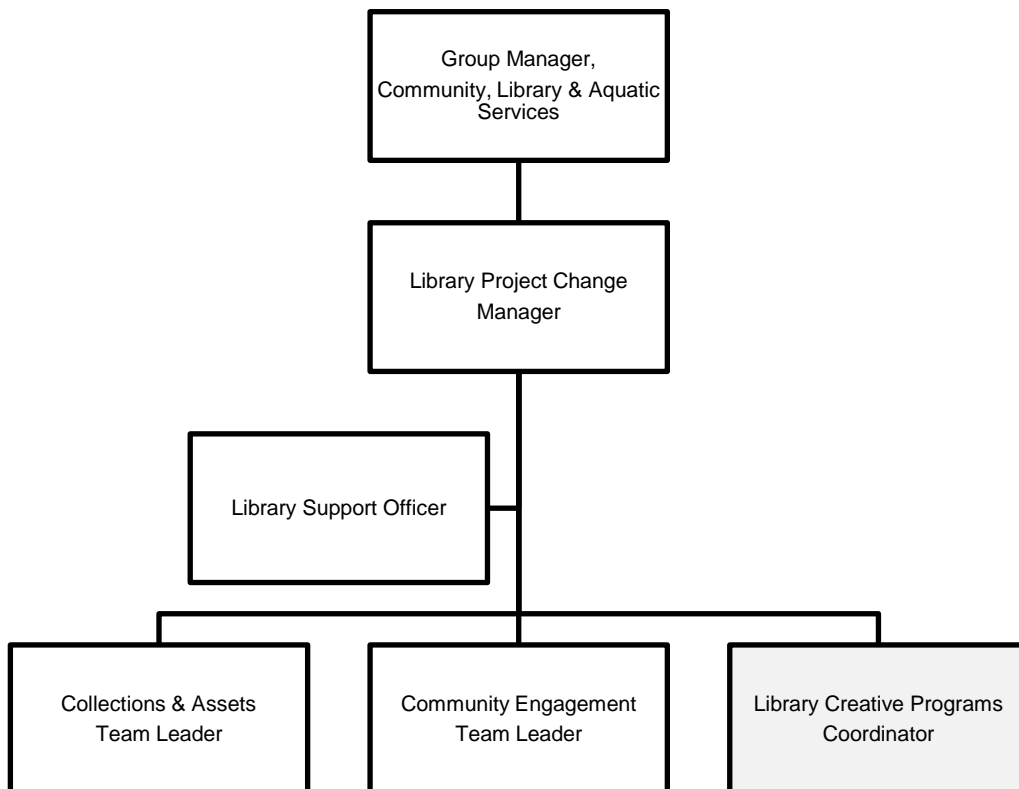 Group Manager,
Community, Library & Aquatic
Services
Library Project Change
Manager
Library Support Officer
Collections & Assets
Team Leader
Community Engagement
Team Leader
Library Creative Programs
Coordinator